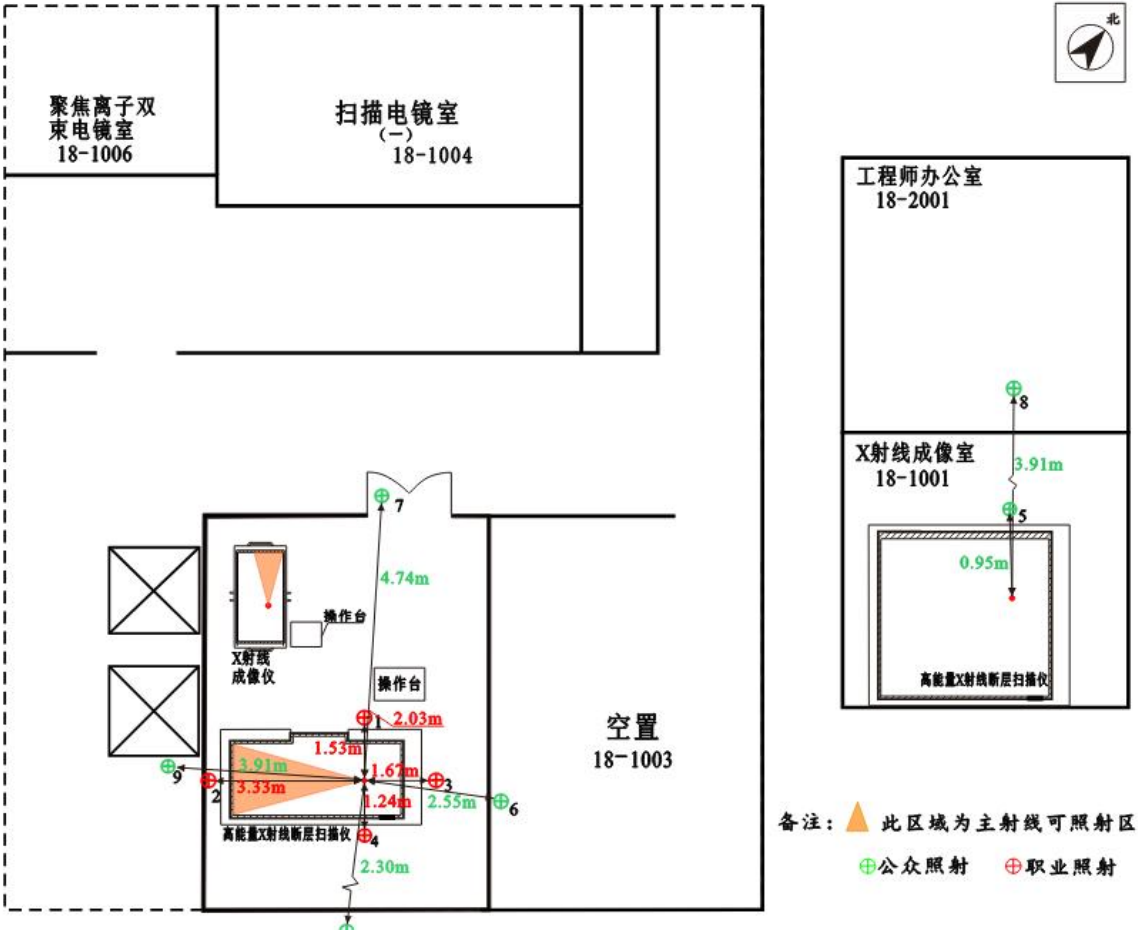 北
聚焦离子双
束电镜室
18-1006
扫描电镜室
(一)
18-1004
工程师办公室
18-2001
8
X射线成像室
18-1001
3.91m
5
0.95m
高能量X射线断层扫描仪
7
4.74m
操作台
X射线
成像仪
操作台
1
2.03m
1.53m
空置
18-1003
9
3.91m
1.67m
2
3.33m
3
1.24m
2.55m
6
高能量X射线断层扫描仪
4
2.30m
备注：
此区域为主射线可照射区
公众照射
职业照射